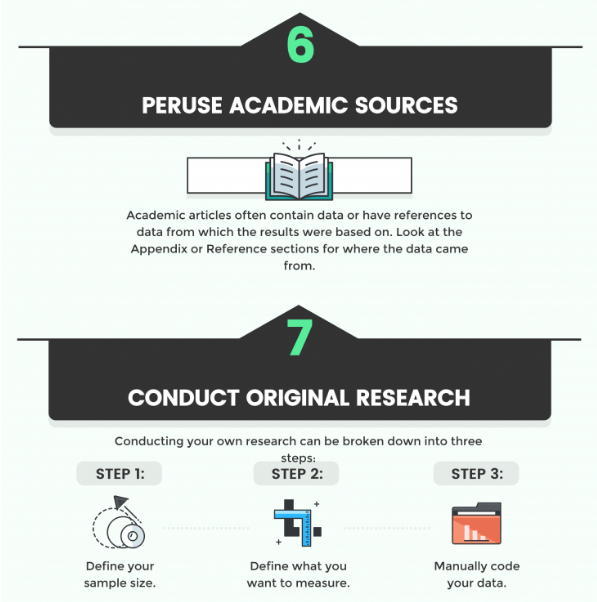 6
PERUSE ACADEMIC SOURCES
Academic articles often contain data or have references to
data from which the results were based on. Look at the
Appendix or Reference sections for where the data came
from.
7
CONDUCT ORIGINAL RESEARCH
Conducting your own research can be broken down into three
steps:
STEP 1:
Define your
sample size.
STEP 2:
Define what you
want to measure.
STEP 3:
Manually code
your data.